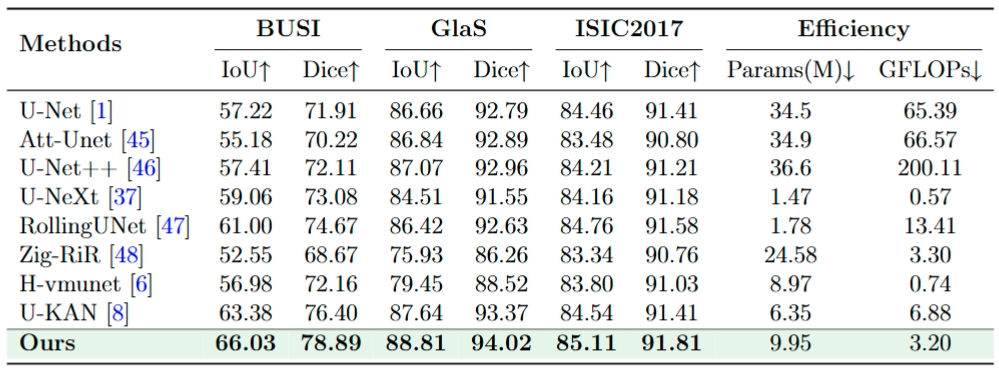 Methods BUSI GlaS ISIC2017 Efficiency
IoU↑ Dice↑ IoU↑ Dice↑ IoU↑ Dice↑ Params(M)↓ GFLOPs↓
U-Net [1] 57.22 71.91 86.66 92.79 84.46 91.41 34.5 65.39
Att-Unet [45] 55.18 70.22 86.84 92.89 83.48 90.80 34.9 66.57
U-Net++ [46] 57.41 72.11 87.07 92.96 84.21 91.21 36.6 200.11
U-NeXt [37] 59.06 73.08 84.51 91.55 84.16 91.18 1.47 0.57
RollingUNet [47] 61.00 74.67 86.42 92.63 84.76 91.58 1.78 13.41
Zig-RiR [48] 52.55 68.67 75.93 86.26 83.34 90.76 24.58 3.30
H-vmunet [6] 56.98 72.16 79.45 88.52 83.80 91.03 8.97 0.74
U-KAN [8] 63.38 76.40 87.64 93.37 84.54 91.41 6.35 6.88
Ours 66.03 78.89 88.81 94.02 85.11 91.81 9.95 3.20